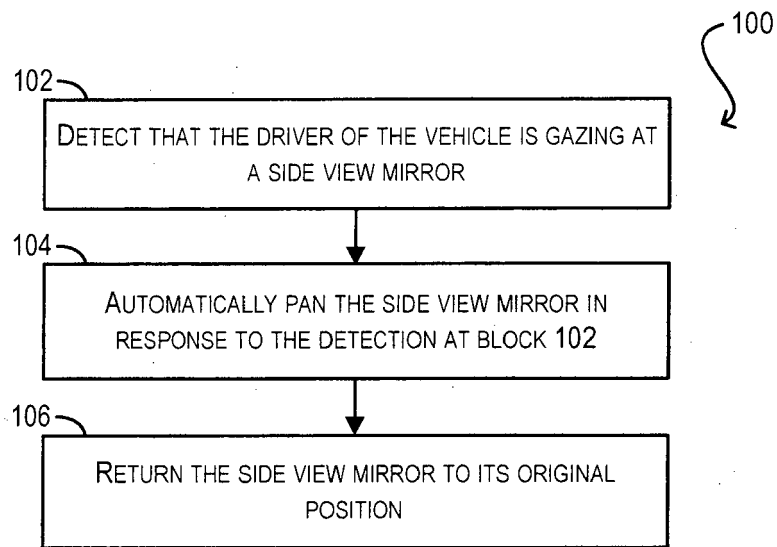 100
102
DETECT THAT THE DRIVER OF THE VEHICLE IS GAZING AT
A SIDE VIEW MIRROR
104
AUTOMATICALLY PAN THE SIDE VIEW MIRROR IN
RESPONSE TO THE DETECTION AT BLOCK 102
106
RETURN THE SIDE VIEW MIRROR TO ITS ORIGINAL
POSITION